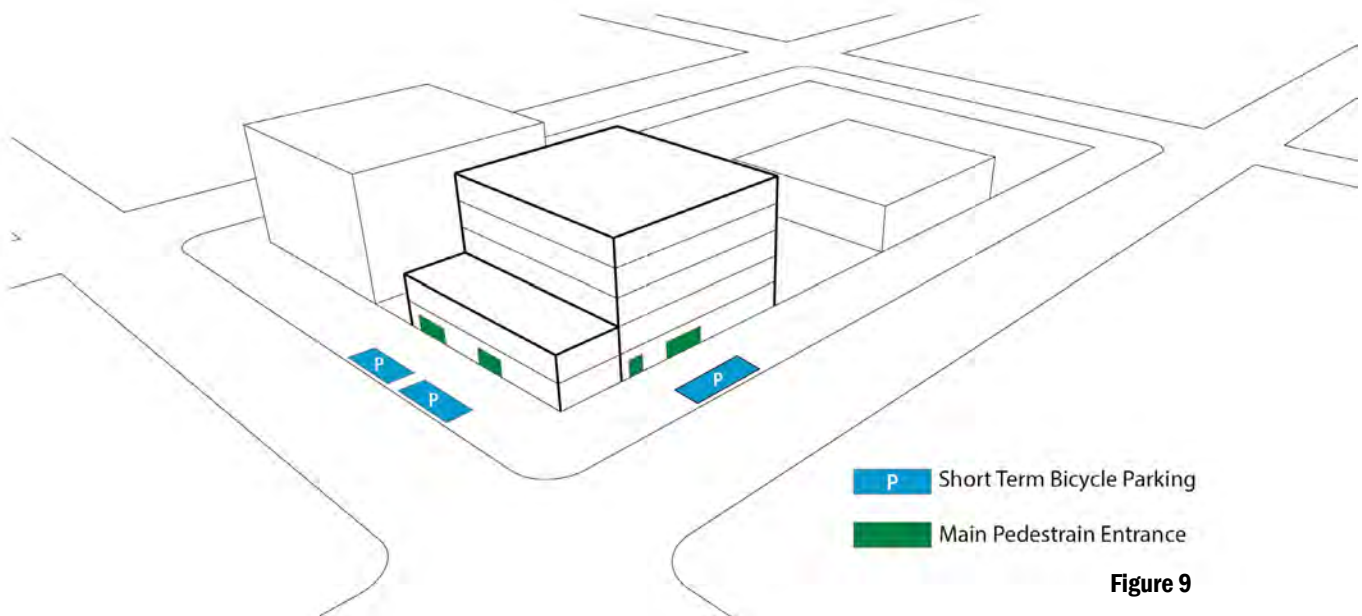 P
P
P
P Short Term Bicycle Parking
Main Pedestrain Entrance
Figure 9